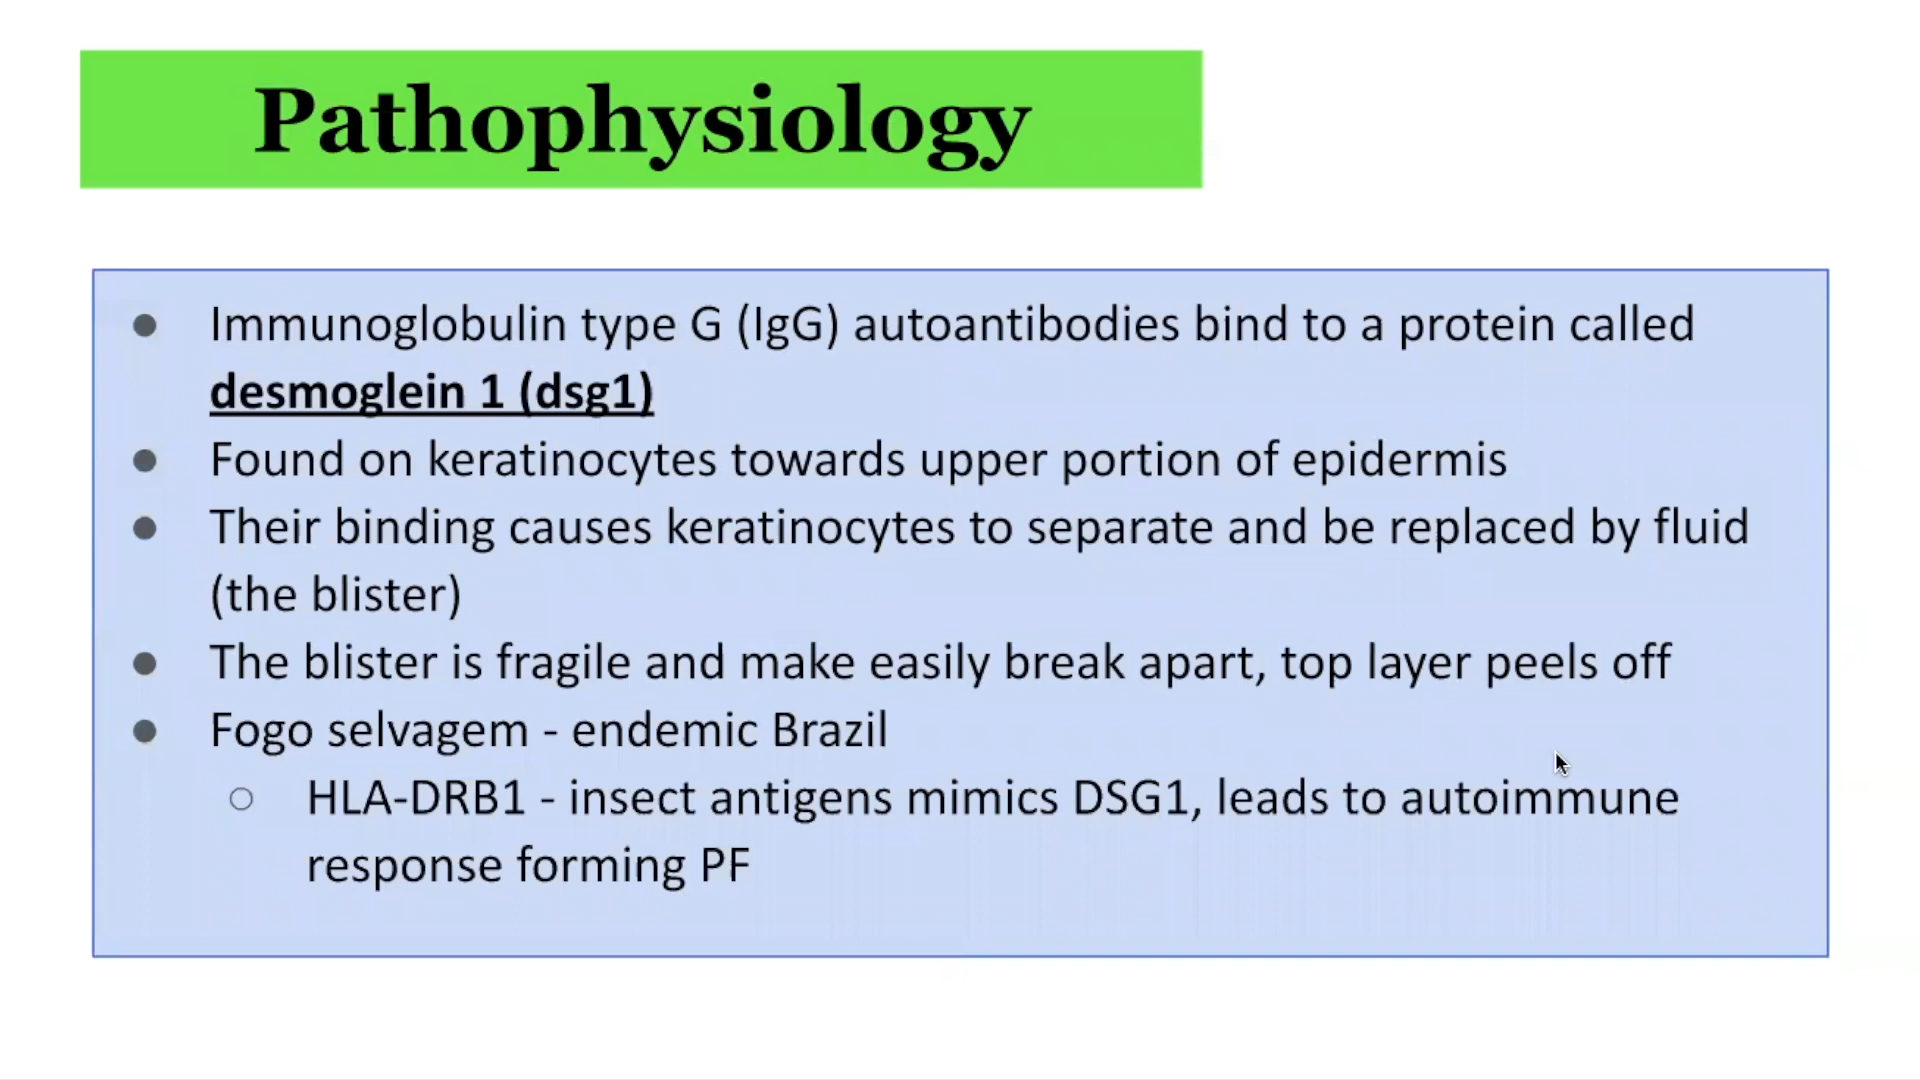 Pathophysiology
● Immunoglobulin type G (IgG) autoantibodies bind to a protein called
desmoglein 1 (dsg1)
● Found on keratinocytes towards upper portion of epidermis
● Their binding causes keratinocytes to separate and be replaced by fluid
(the blister)
● The blister is fragile and make easily break apart, top layer peels off
● Fogo selvagem - endemic Brazil
○ HLA-DRB1 - insect antigens mimics DSG1, leads to autoimmune
response forming PF